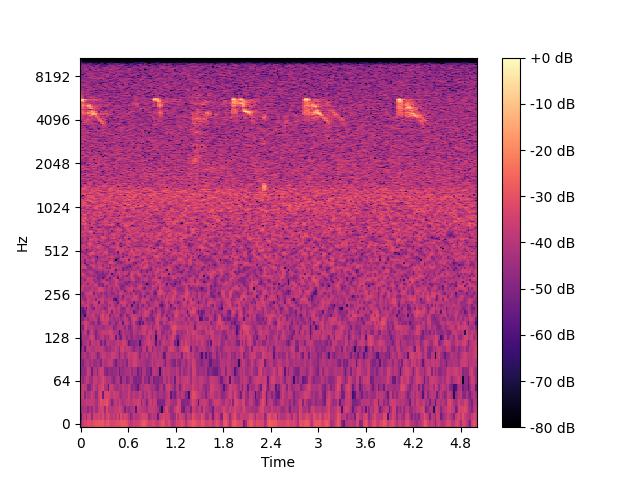 8192
4096
2048
1024
512
256
128
64
0
Hz
0
0.6
1.2
1.8
2.4
3
3.6
4.2
4.8
Time
+0 dB
-10 dB
-20 dB
-30 dB
-40 dB
-50 dB
-60 dB
-70 dB
-80 dB